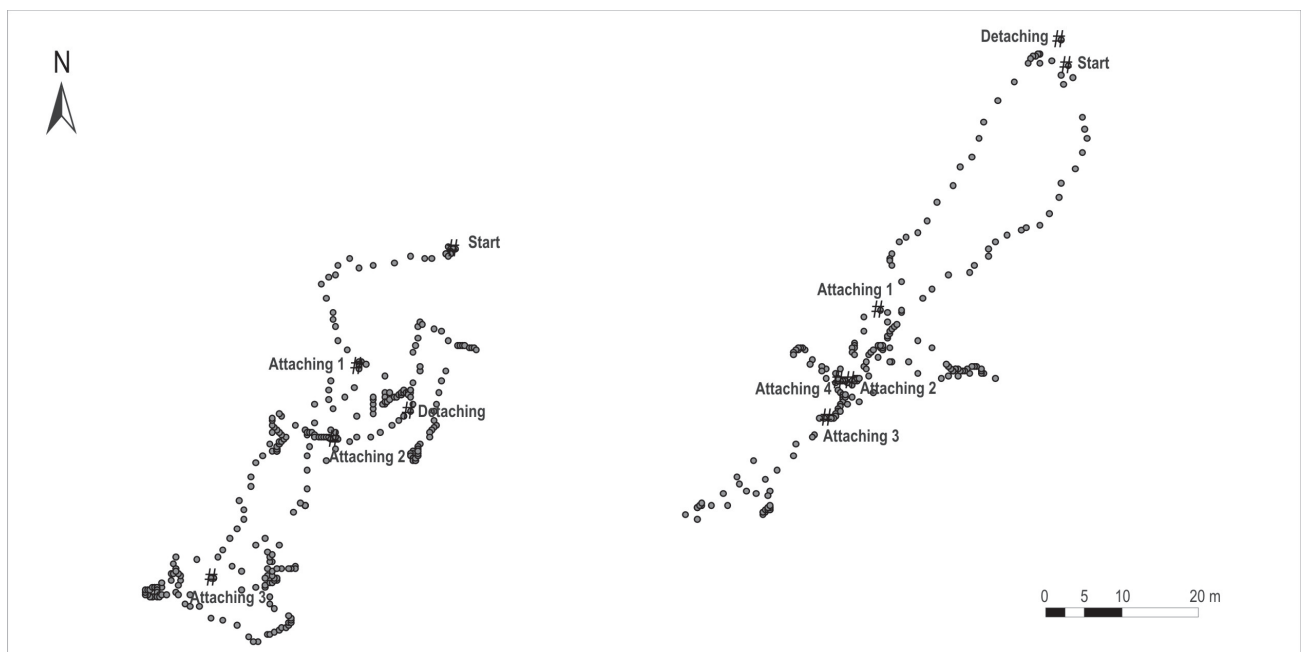 N
Start
Attaching 1
Detaching
Attaching 2
Attaching 3
Detaching
Start
Attaching 1
Attaching 4
Attaching 2
Attaching 3
0 5 10 20 m